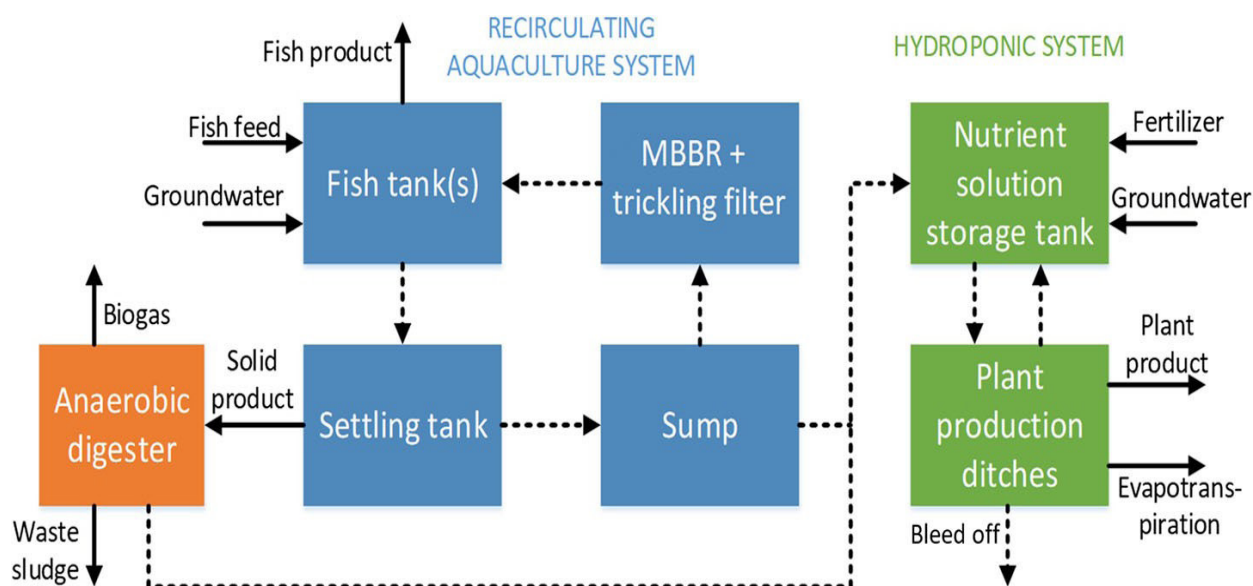 RECIRCULATING
AQUACULTURE SYSTEM
HYDROPONIC SYSTEM
Fish product
Fish feed
Groundwater
Fish tank(s)
MBBR +
trickling filter
Nutrient
solution
storage tank
Fertilizer
Groundwater
Biogas
Anaerobic
digester
Solid
product
Settling tank
Sump
Plant
production
ditches
Plant
product
Evapotrans-
piration
Waste
sludge
Bleed off